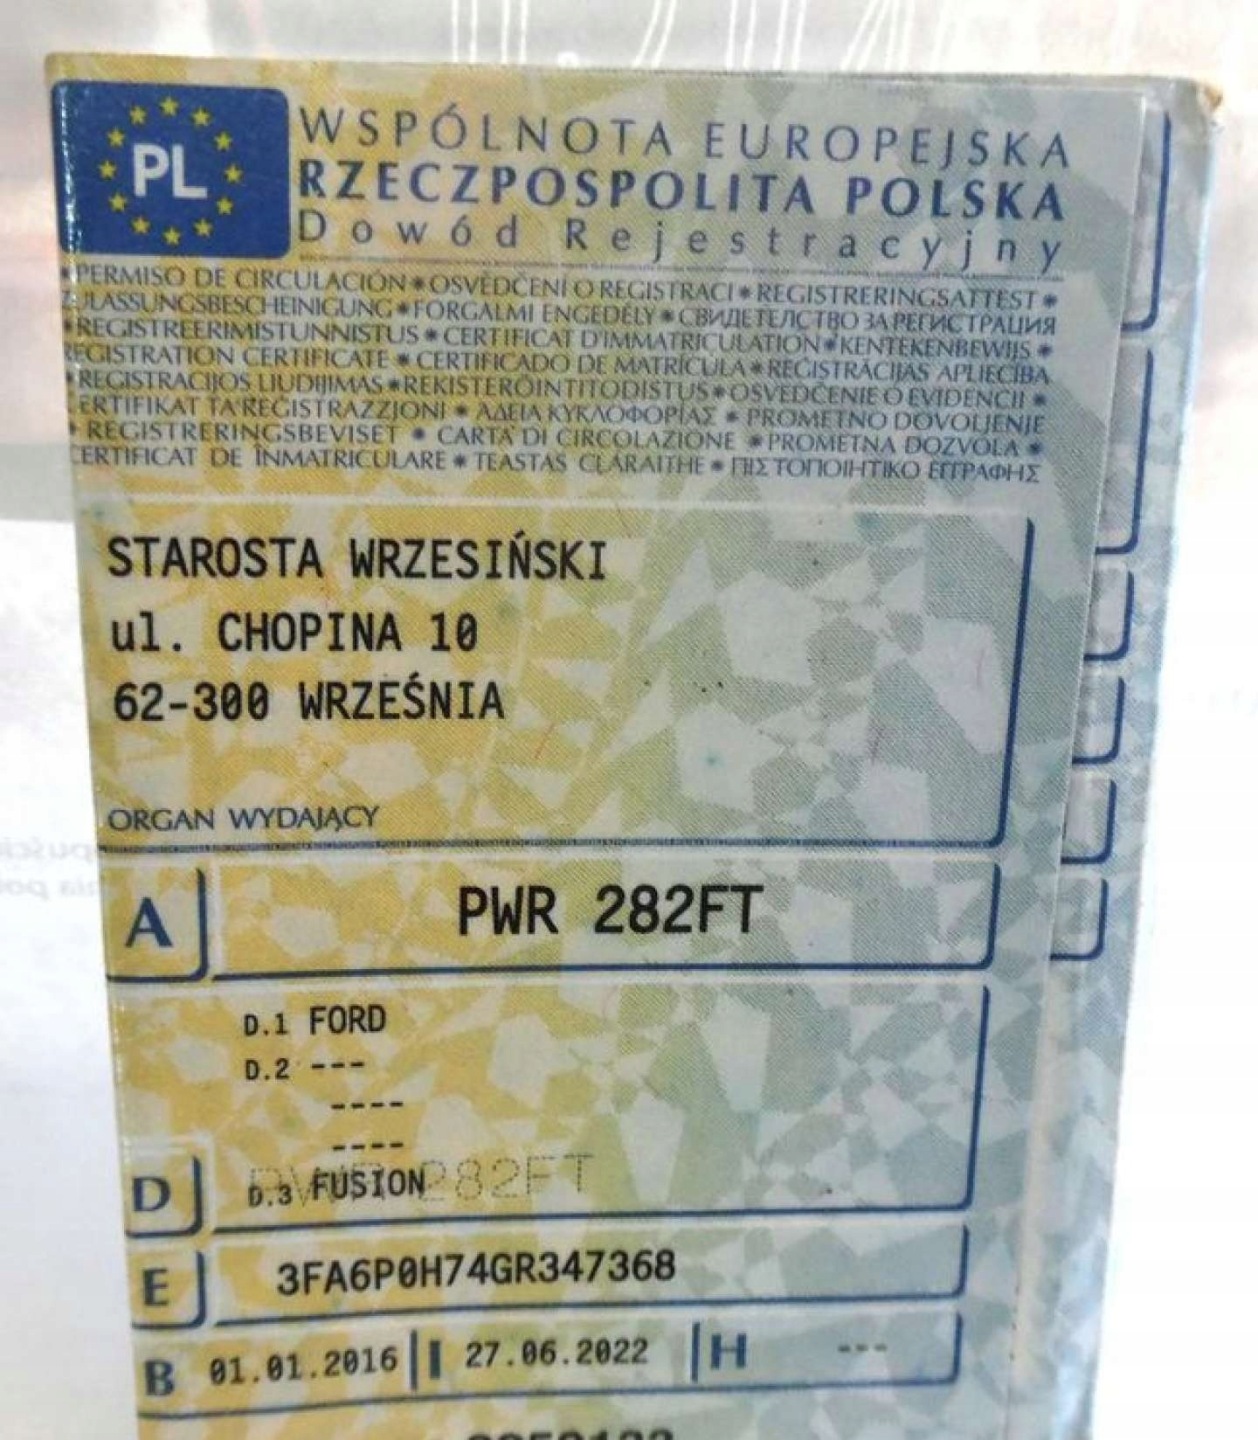 PL
WSPÓLNOTA EUROPEJSKA
RZECZPOSPOLITA POLSKA
Dowód Rejestracyjny
*PERMISO DE CIRCULACIÓN*OSVĚDČENÍ O REGISTRACI*REGISTRERINGSATTEST*
ZULASSUNGSBESCHEINIGUNG*FORGALMI ENGEDÉLY*СВИДЕТЕЛСТВО ЗА РЕГИСТРАЦИЯ
*REGISTREERIMISTUNNISTUS*CERTIFICAT D'IMMATRICULATION*KENTEKENBEWIJS*
REGISTRATION CERTIFICATE*CERTIFICADO DE MATRÍCULA*REĢISTRĀCIJAS APLIECĪBA
*REGISTRACIJOS LIUDIJIMAS*REKISTERÖINTITODISTUS*OSVEDČENIE O EVIDENCII*
ĊERTIFIKAT TA'REĠISTRAZZJONI*ΑΔΕΙΑ ΚΥΚΛΟΦΟΡΙΑΣ*PROMETNO DOVOLJENJE
*REGISTRERINGSBEVISET*CARTA DI CIRCOLAZIONE*PROMETNA DOZVOLA*
CERTIFICAT DE ÎNMATRICULARE*TEASTAS CLÁRAITHE*ΠΙΣΤΟΠΟΙΗΤΙΚΟ ΕΓΓΡΑΦΗΣ
STAROSTA WRZESIŃSKI
ul. CHOPINA 10
62-300 WRZEŚNIA
ORGAN WYDAJĄCY
A PWR 282FT
D.1 FORD
D.2 ---
----
----
PWR 282FT
D D.3 FUSION
E 3FA6P0H74GR347368
B 01.01.2016 I 27.06.2022 H ---